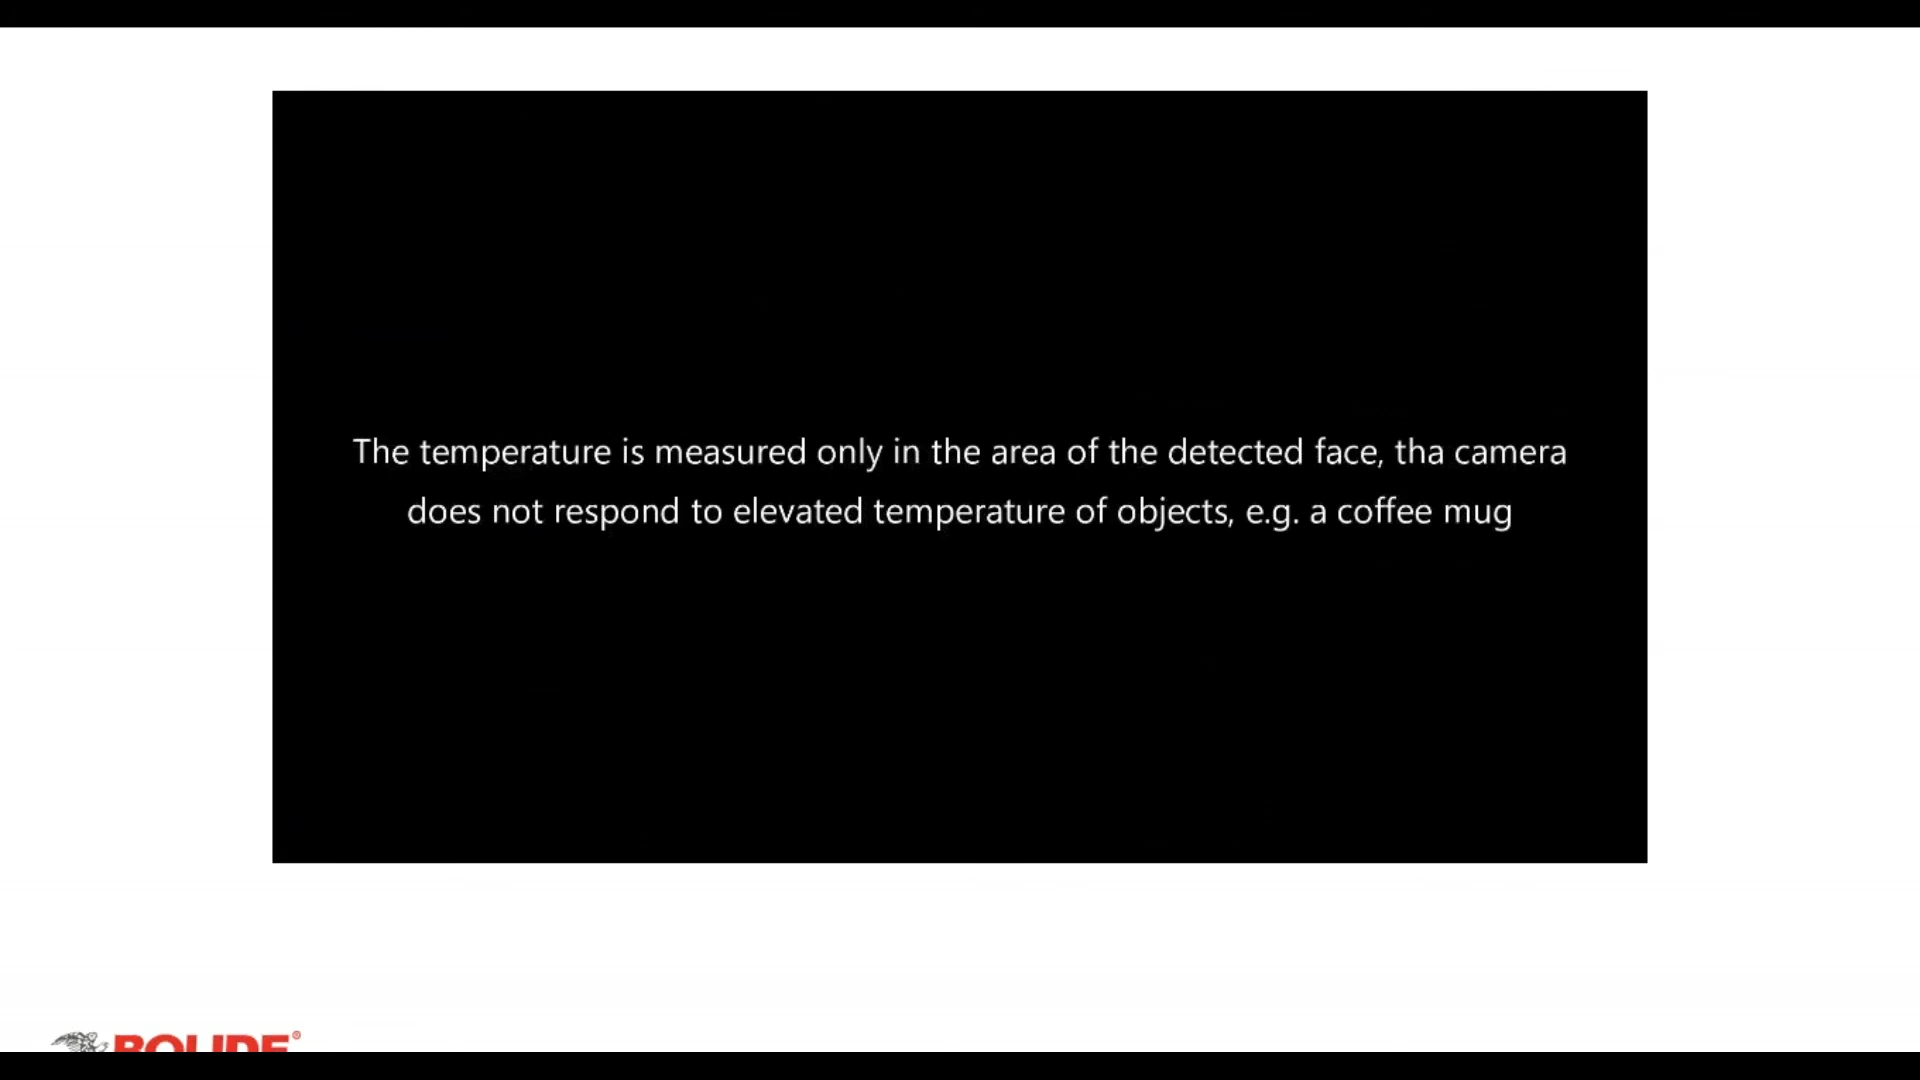 The temperature is measured only in the area of the detected face, tha camera
does not respond to elevated temperature of objects, e.g. a coffee mug
BOLIDE®